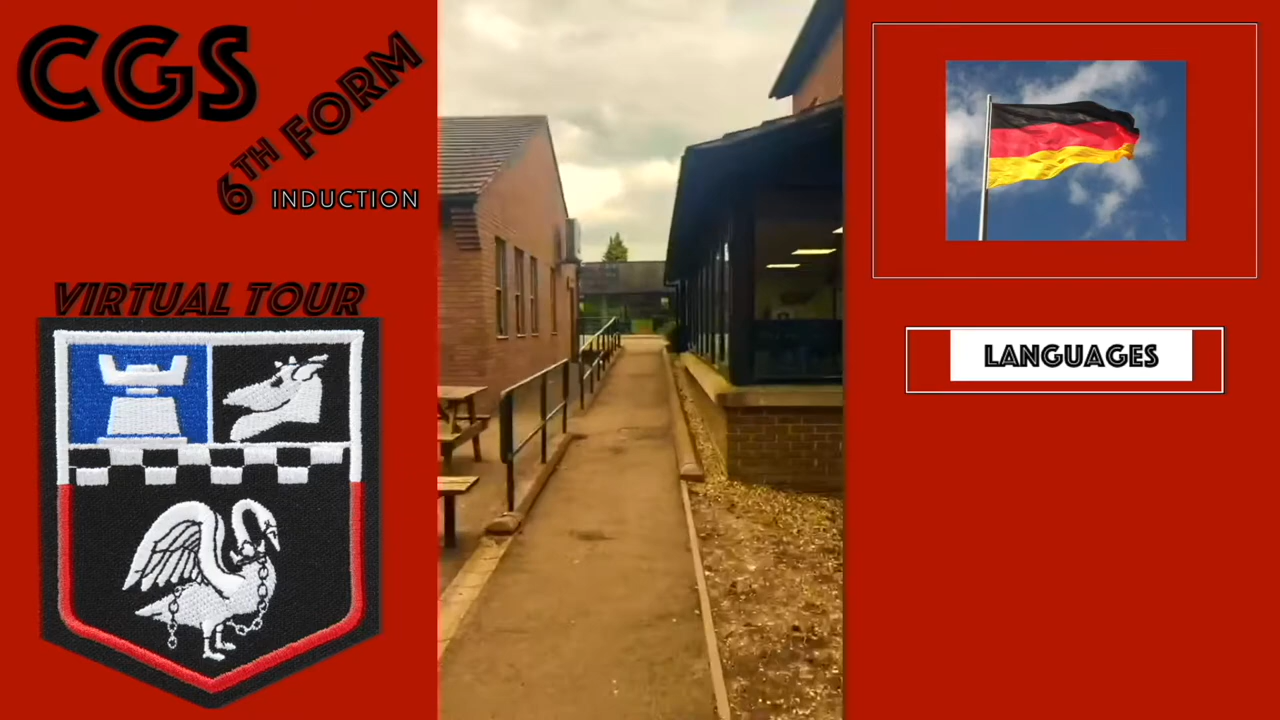 CGS
6TH FORM
INDUCTION
VIRTUAL TOUR
LANGUAGES